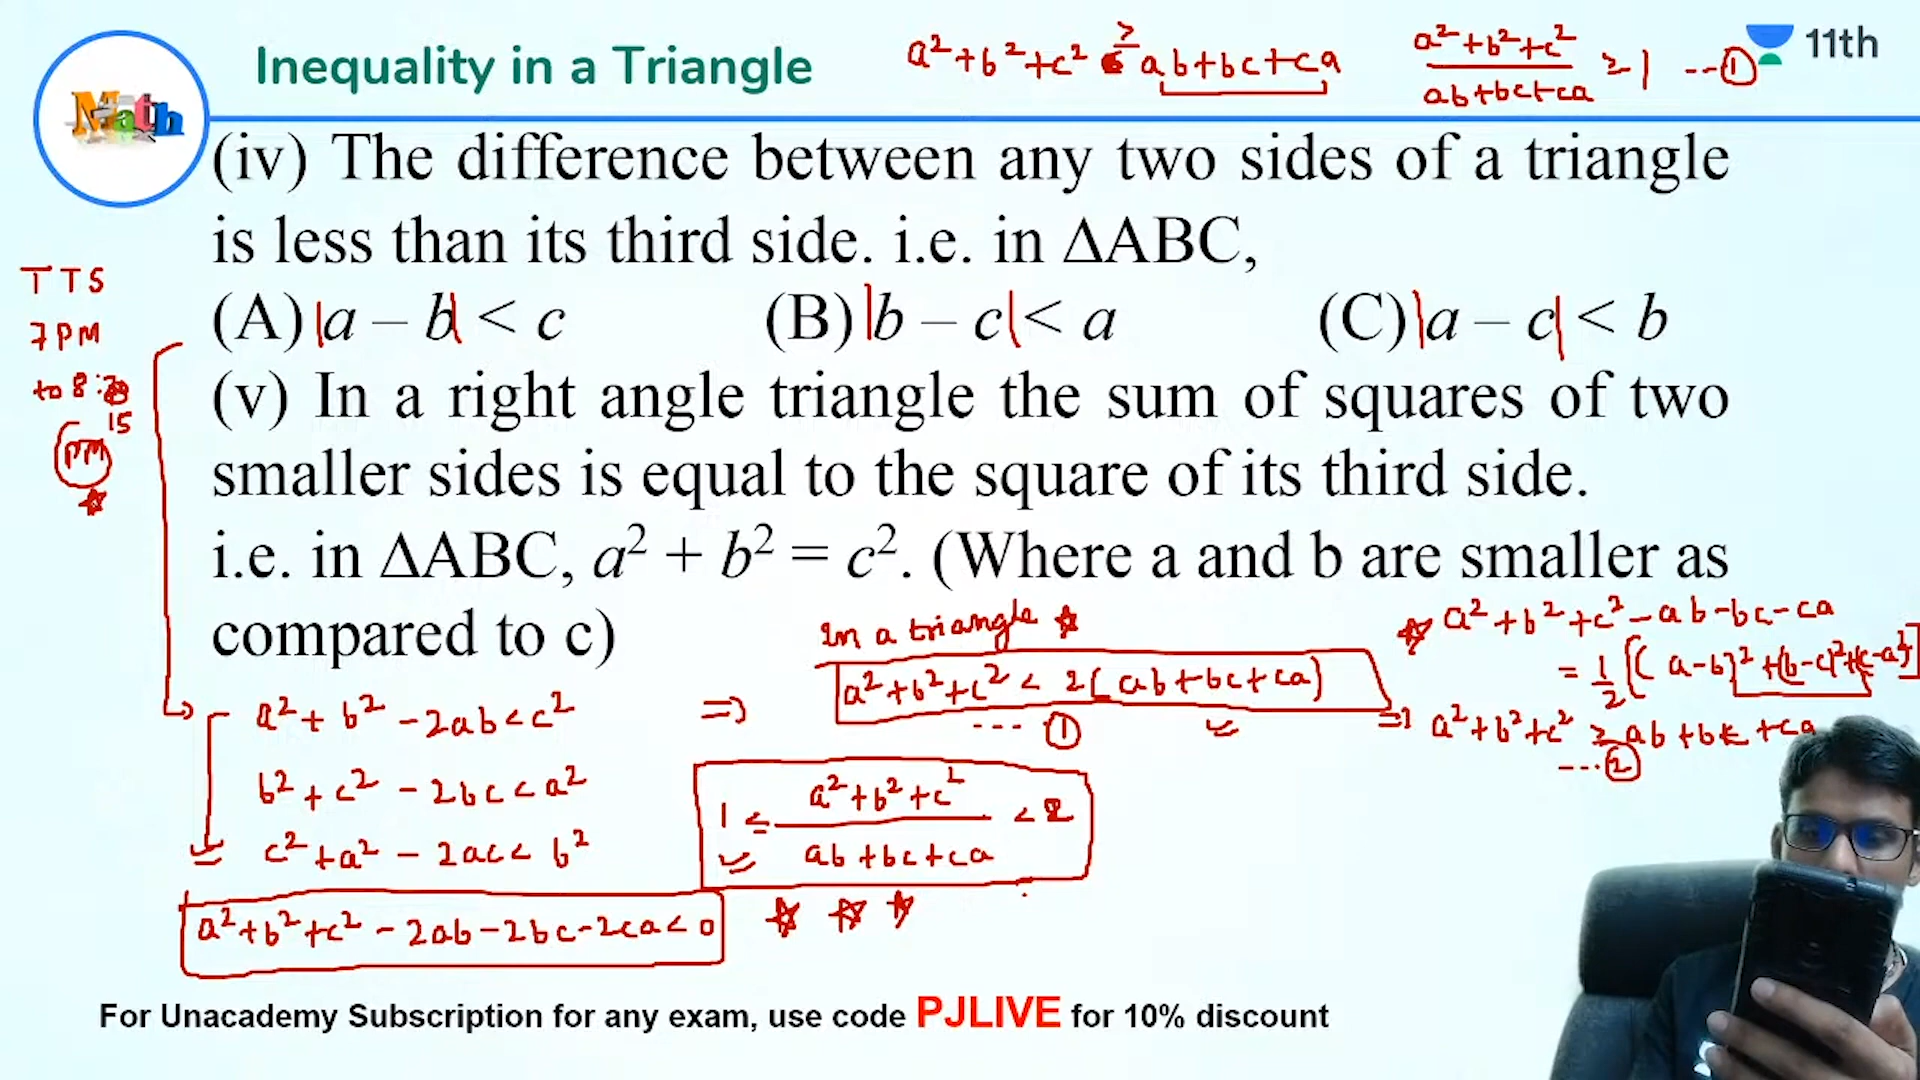 Math
Inequality in a Triangle
a²+b²+c² ≥ ab+bc+ca
a²+b²+c² / ab+bc+ca ≥ 1 --- ①
11th
(iv) The difference between any two sides of a triangle
is less than its third side. i.e. in ΔABC,
(A) |a – b| < c (B) |b – c| < a (C) |a – c| < b
(v) In a right angle triangle the sum of squares of two
smaller sides is equal to the square of its third side.
i.e. in ΔABC, a² + b² = c². (Where a and b are smaller as
compared to c)
TTS
7 PM
to 8:
15
PM
a² + b² - 2ab < c²
b² + c² - 2bc < a²
c² + a² - 2ac < b²
a²+b²+c² - 2ab - 2bc - 2ca < 0
=> In a triangle
a²+b²+c² < 2(ab+bc+ca)
--- ①
1 ≤ a²+b²+c² / ab+bc+ca < 2
a²+b²+c² - ab - bc - ca
= 1/2 [(a-b)² + (b-c)² + (c-a)²]
=> a²+b²+c² ≥ ab+bc+ca
--- ②
For Unacademy Subscription for any exam, use code PJLIVE for 10% discount